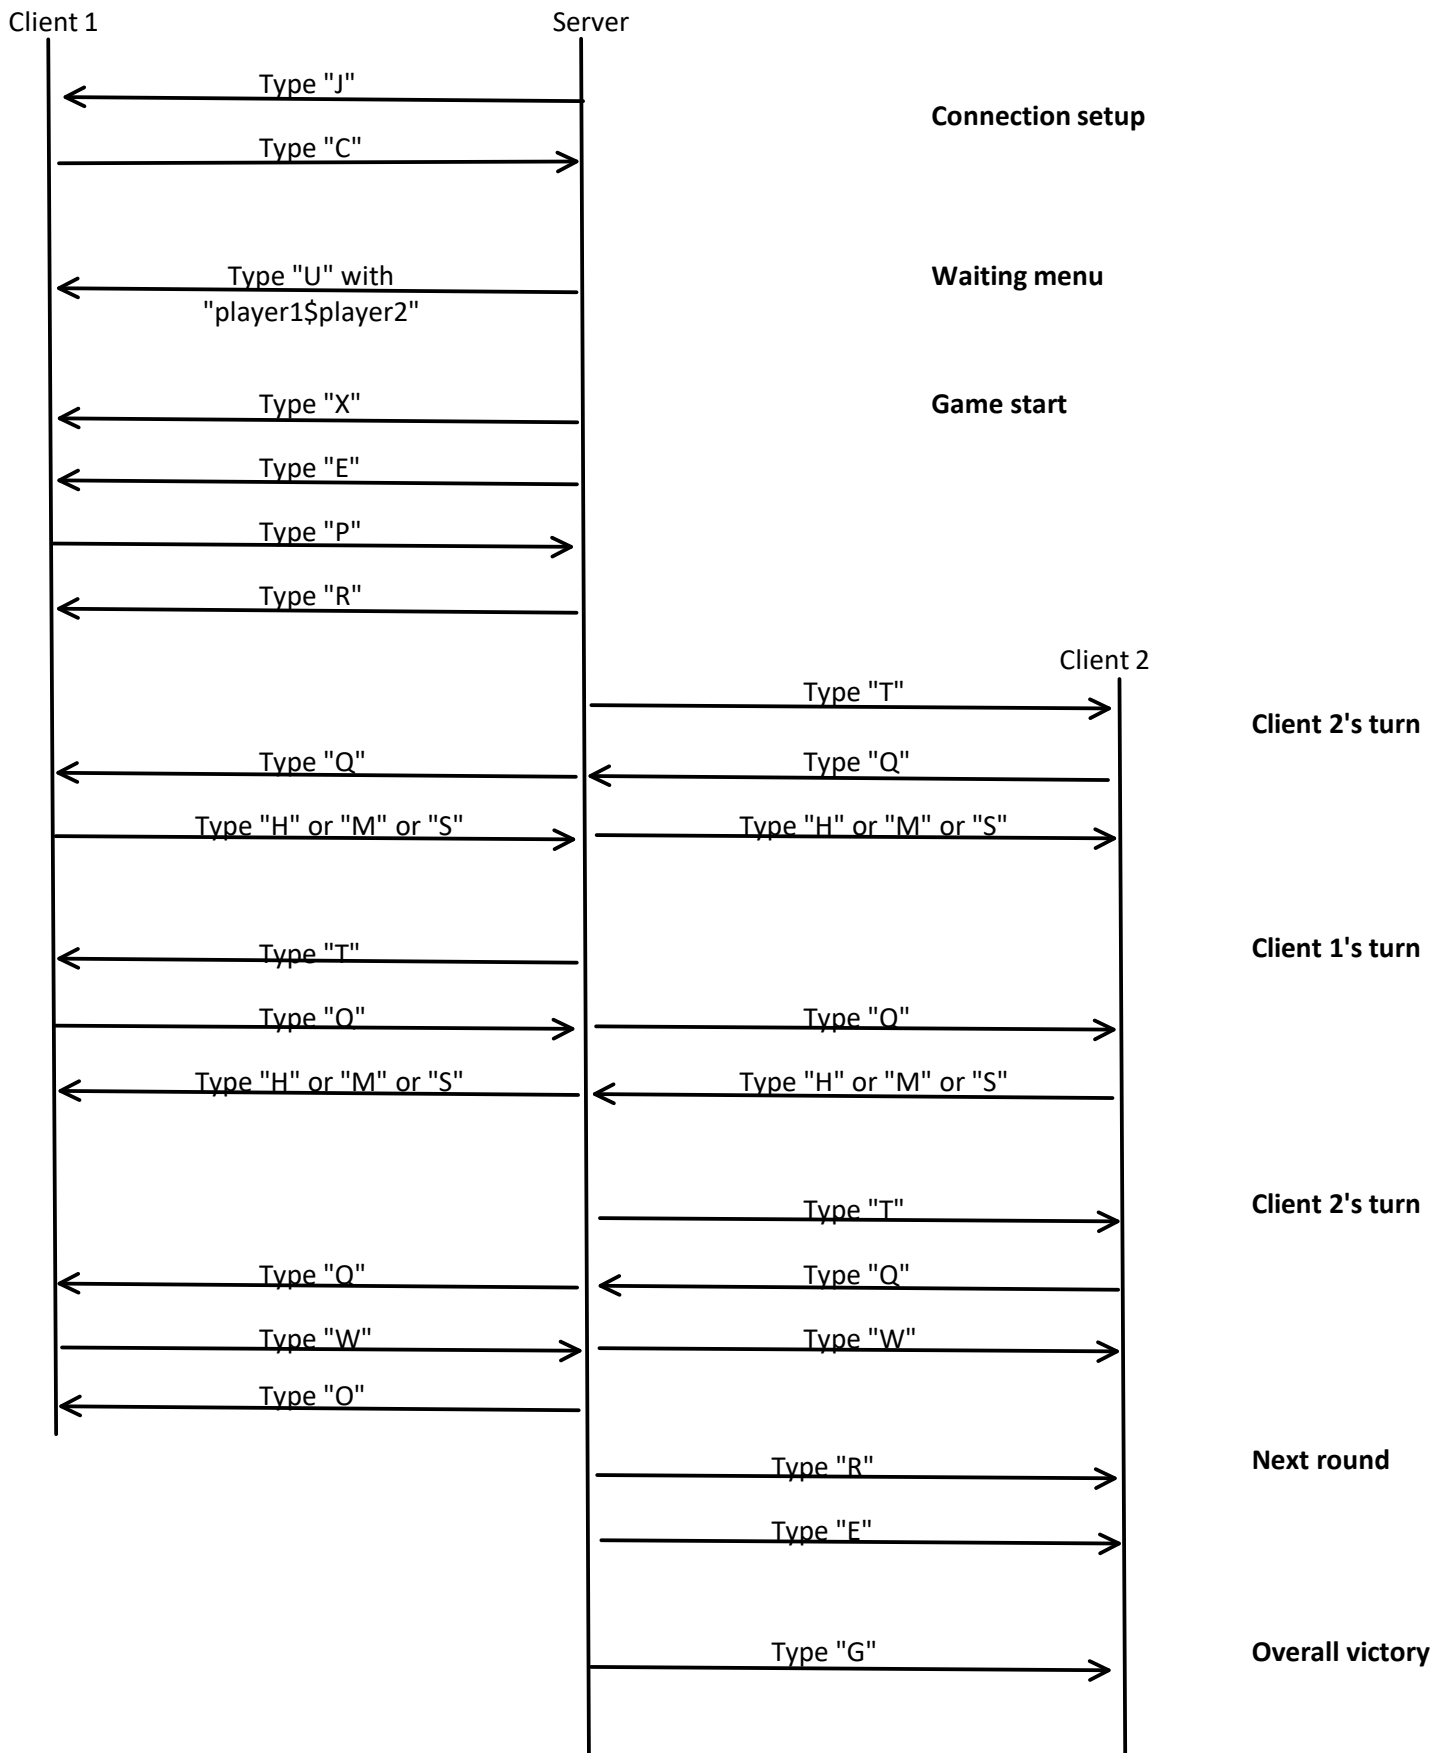 Client 1
Server
Type "J"
Connection setup
Type "C"
Type "U" with
"player1$player2"
Waiting menu
Type "X"
Game start
Type "E"
Type "P"
Type "R"
Client 2
Type "T"
Client 2's turn
Type "Q"
Type "Q"
Type "H" or "M" or "S"
Type "H" or "M" or "S"
Type "T"
Client 1's turn
Type "Q"
Type "Q"
Type "H" or "M" or "S"
Type "H" or "M" or "S"
Type "T"
Client 2's turn
Type "Q"
Type "Q"
Type "W"
Type "W"
Type "O"
Type "R"
Next round
Type "E"
Type "G"
Overall victory